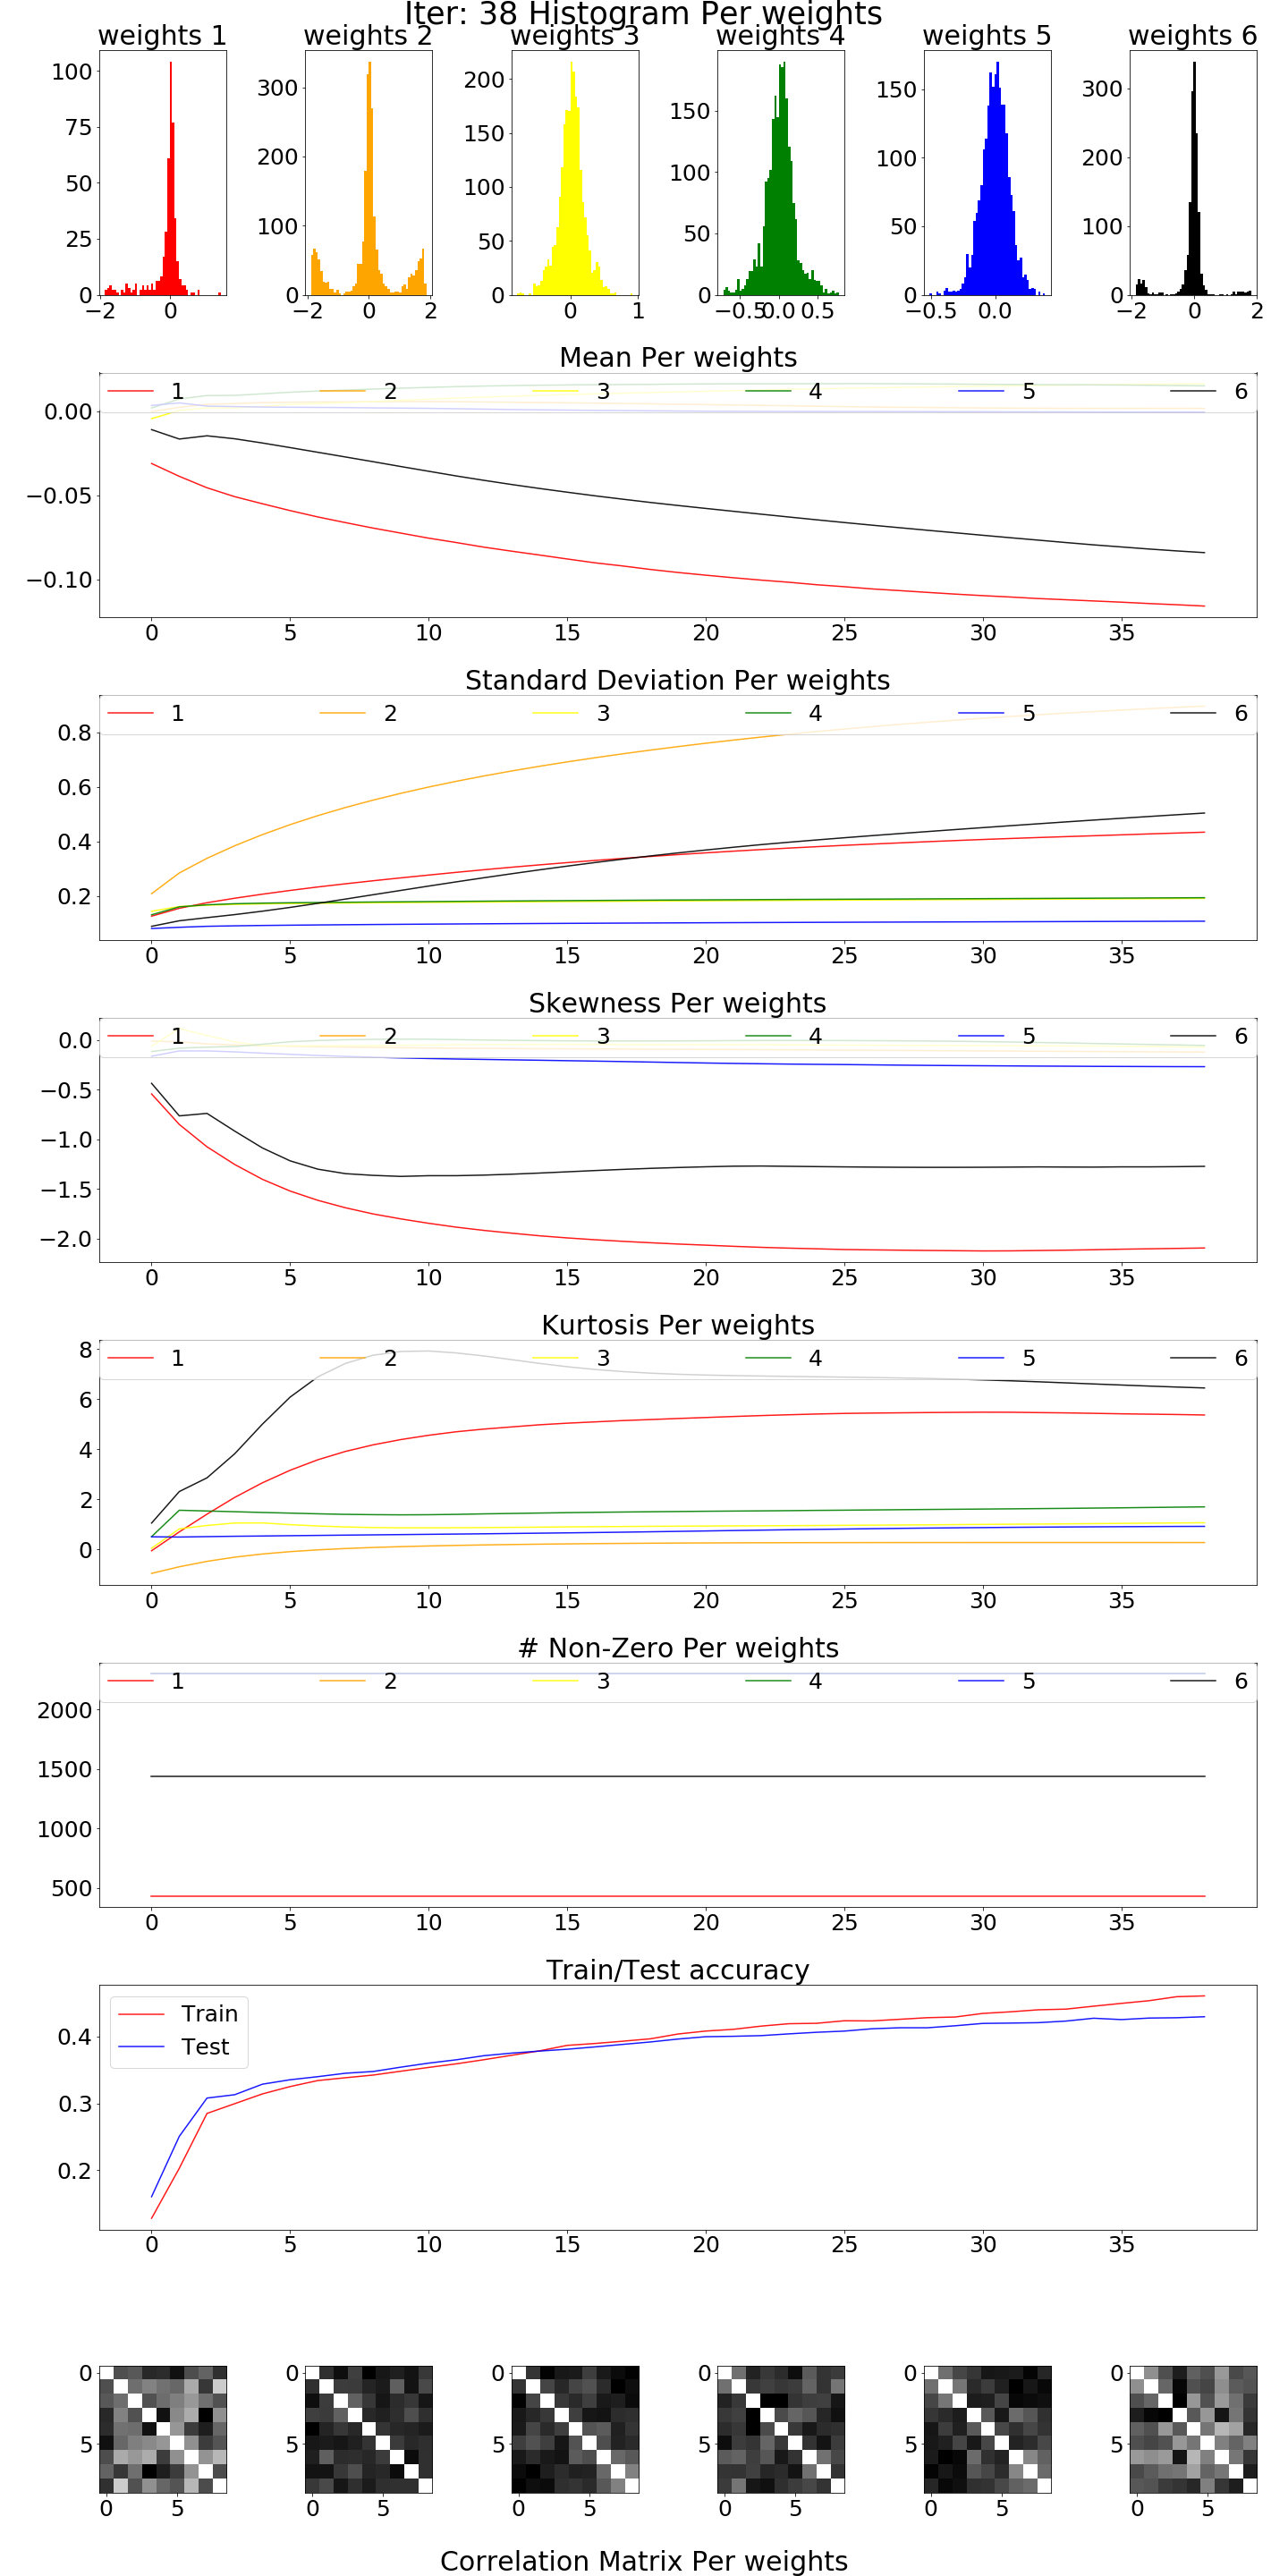 Iter: 38 Histogram Per weights
weights 1 weights 2 weights 3 weights 4 weights 5 weights 6
100 75 50 25 0
−2 0
300 200 100 0
−2 0 2
200 150 100 50 0
0 1
150 100 50 0
−0.5 0.0 0.5
150 100 50 0
−0.5 0.0
300 200 100 0
−2 0 2
Mean Per weights
1 2 3 4 5 6
0.00
−0.05
−0.10
0 5 10 15 20 25 30 35
Standard Deviation Per weights
1 2 3 4 5 6
0.8
0.6
0.4
0.2
0 5 10 15 20 25 30 35
Skewness Per weights
1 2 3 4 5 6
0.0
−0.5
−1.0
−1.5
−2.0
0 5 10 15 20 25 30 35
Kurtosis Per weights
1 2 3 4 5 6
8
6
4
2
0
0 5 10 15 20 25 30 35
# Non-Zero Per weights
1 2 3 4 5 6
2000
1500
1000
500
0 5 10 15 20 25 30 35
Train/Test accuracy
Train
Test
0.4
0.3
0.2
0 5 10 15 20 25 30 35
0 0 0 0 0 0
5 5 5 5 5 5
0 5 0 5 0 5 0 5 0 5 0 5
Correlation Matrix Per weights